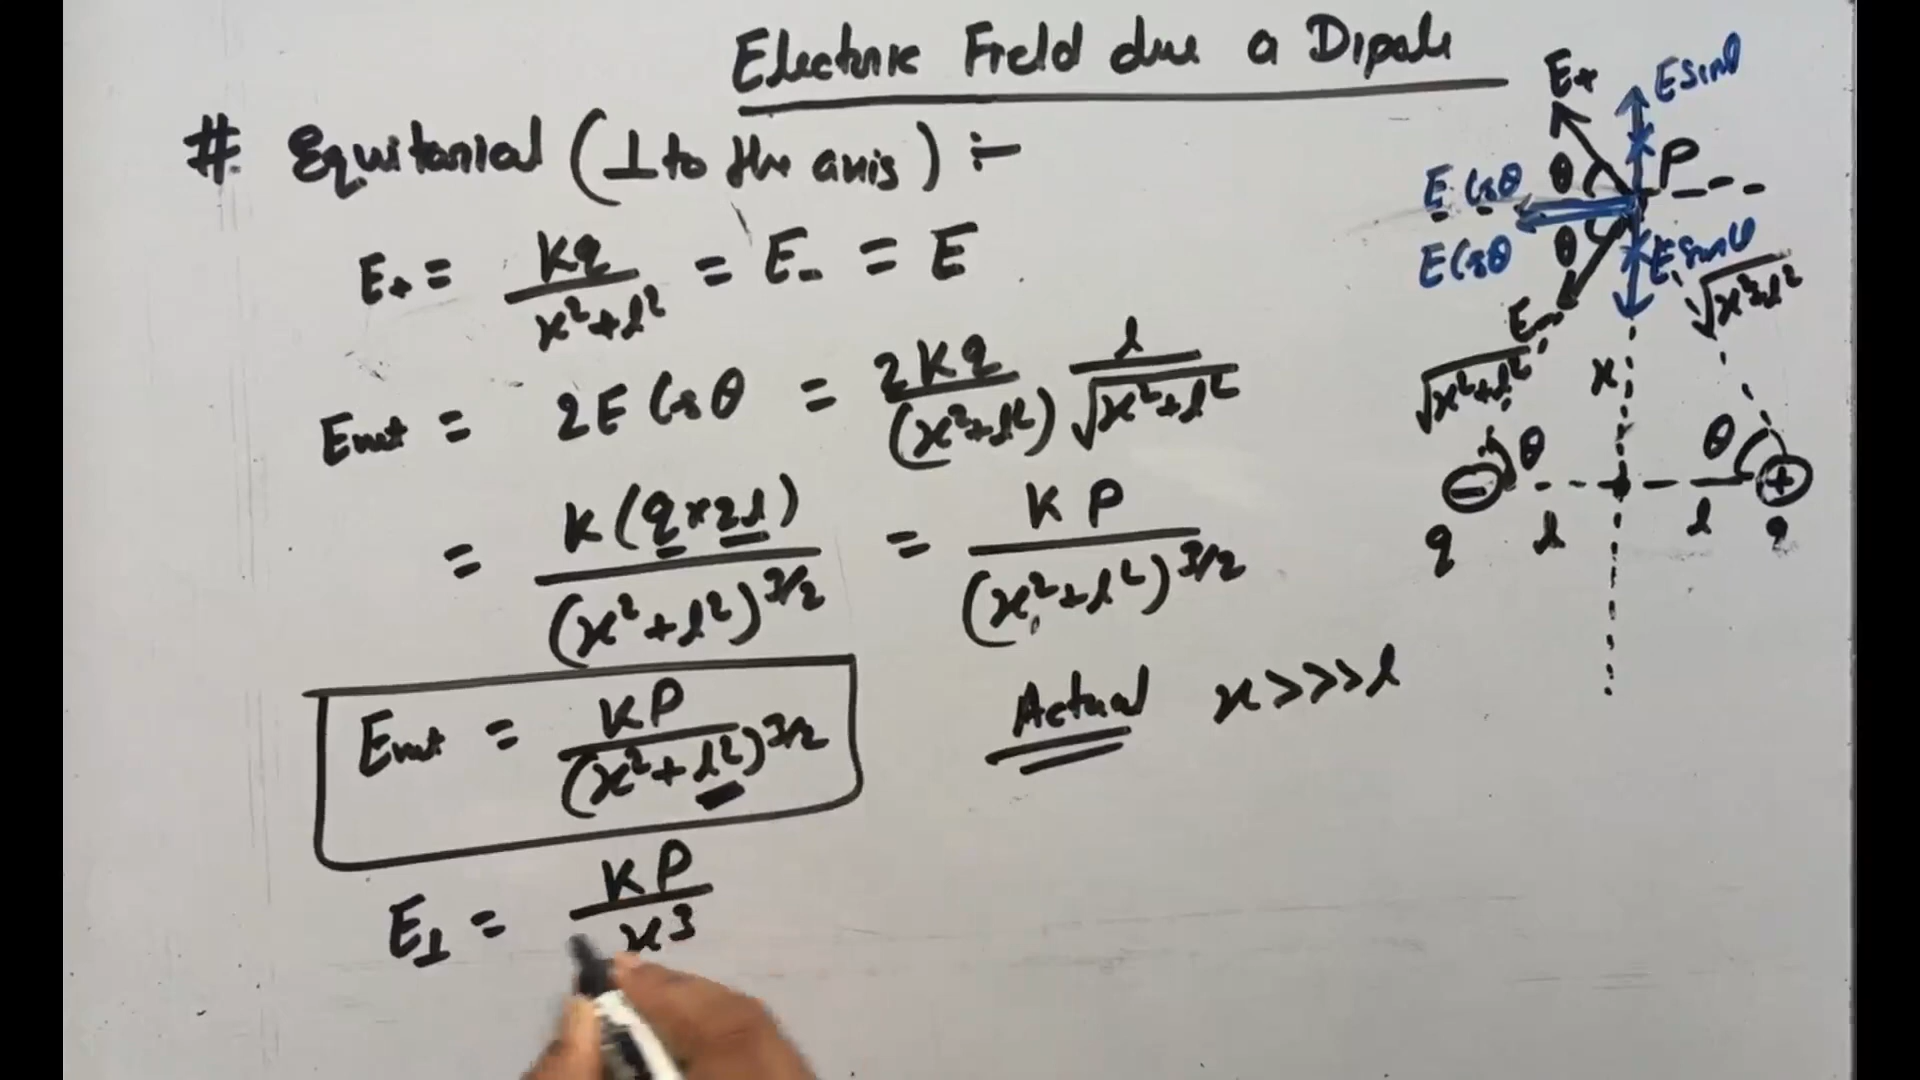 Electric Field due a Dipole
# Equitorial (⊥ to the axis) :-
E₊ = Kq / x²+l² = E₋ = E
Enet = 2E Cosθ = 2Kq / (x²+l²) l / √x²+l²
= K(q×2l) / (x²+l²)^3/2 = KP / (x²+l²)^3/2
Enet = KP / (x²+l²)^3/2
Actual x>>>l
E⊥ = KP / x³
E₊
E sinθ
P
θ
E Cosθ
θ
E Cosθ
E sinθ
E₋
√x²+l²
√x²+l²
x
θ
θ
−
+
q
l
l
q